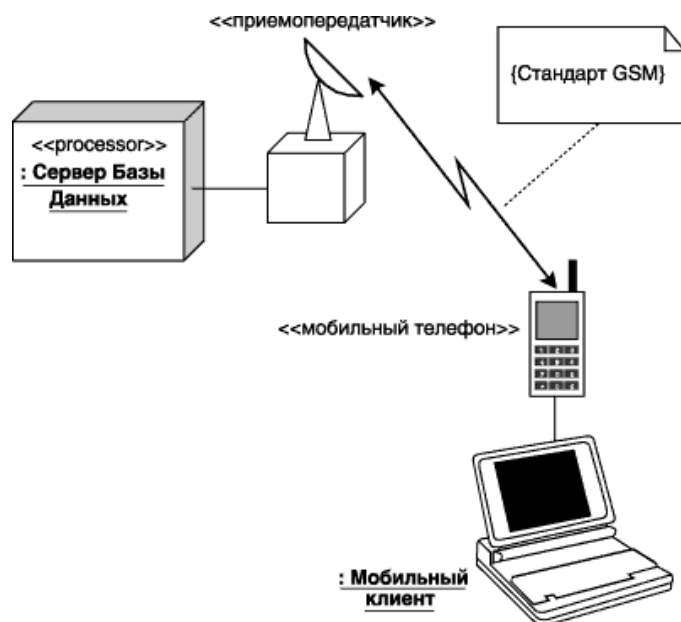 <<приемопередатчик>>
{Стандарт GSM}
<<processor>>
: Сервер Базы
Данных
<<мобильный телефон>>
: Мобильный
клиент